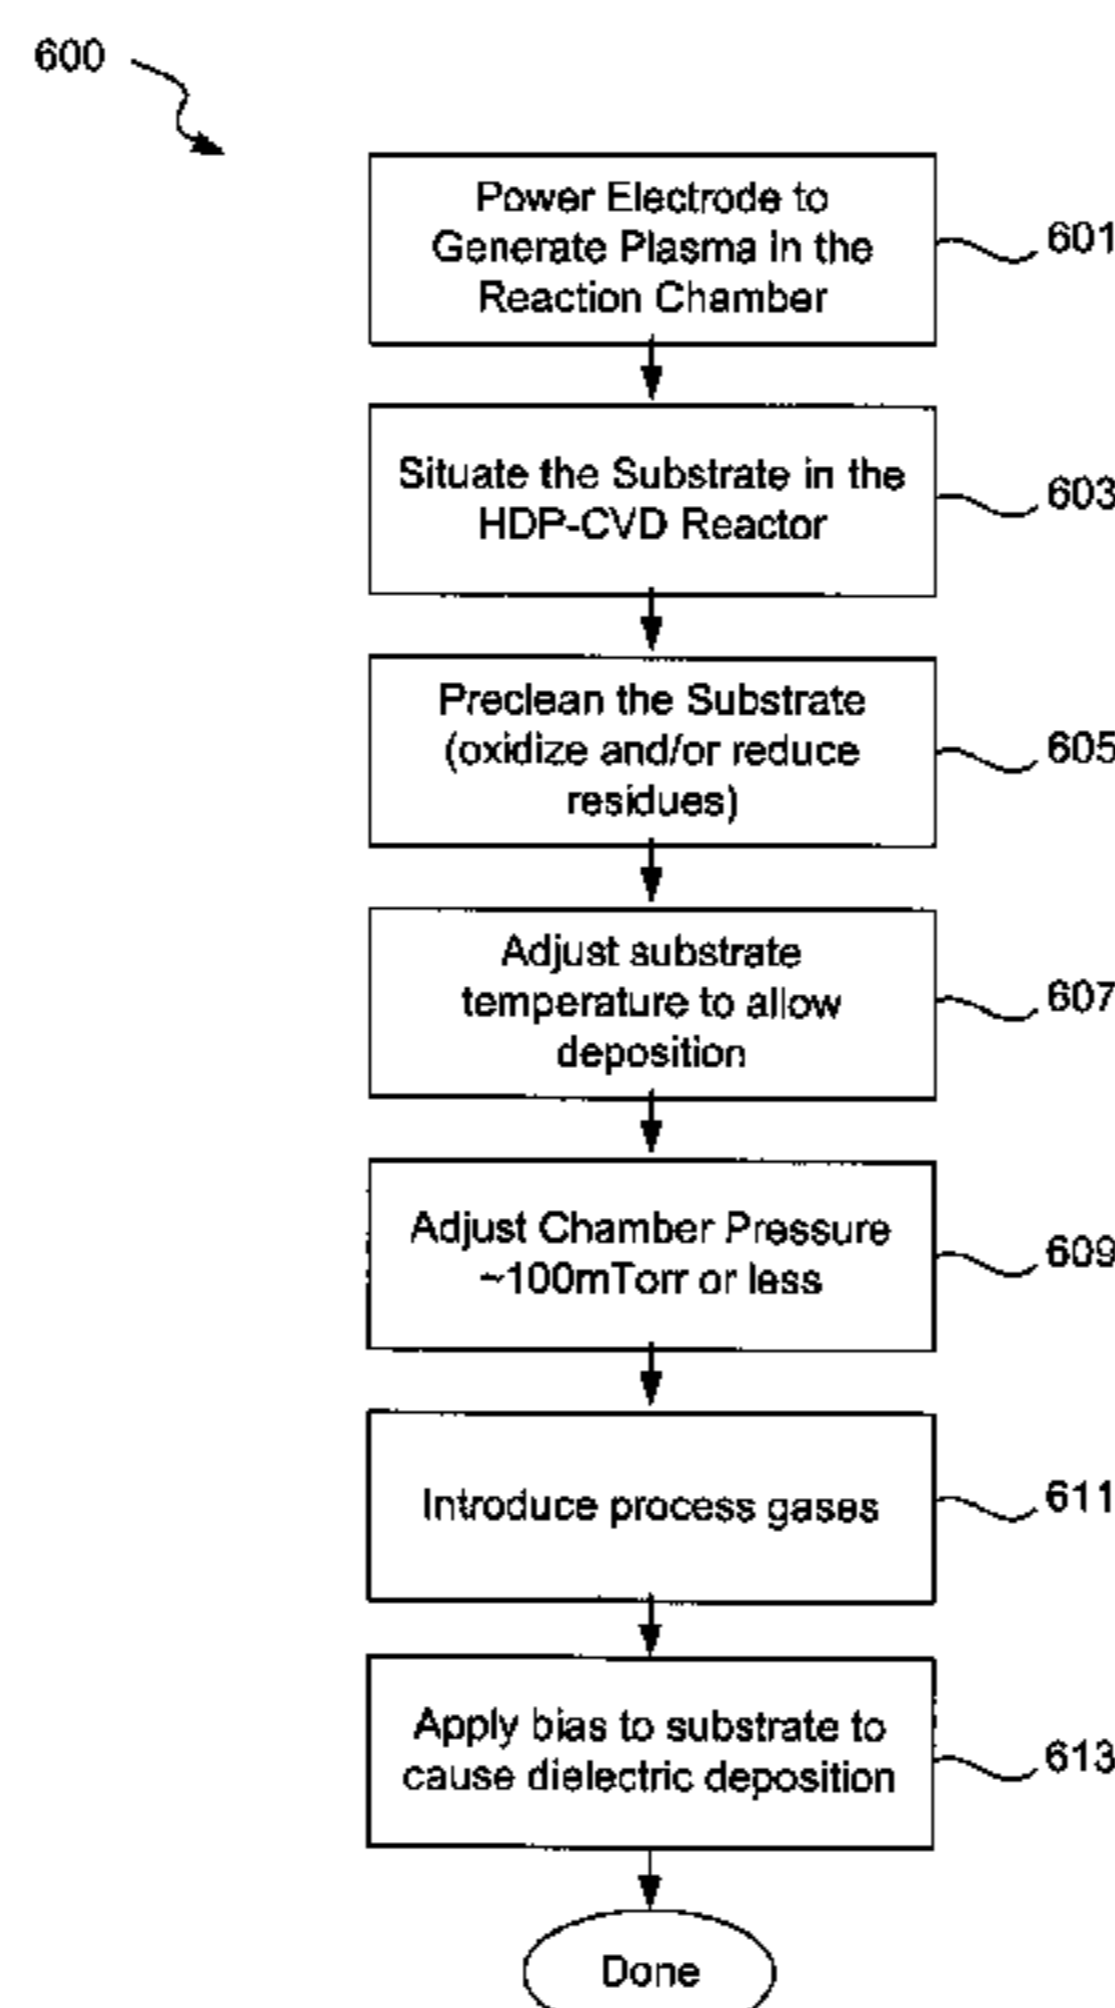 600
Power Electrode to
Generate Plasma in the
Reaction Chamber
601
Situate the Substrate in the
HDP-CVD Reactor
603
Preclean the Substrate
(oxidize and/or reduce
residues)
605
Adjust substrate
temperature to allow
deposition
607
Adjust Chamber Pressure
~100mTorr or less
609
Introduce process gases
611
Apply bias to substrate to
cause dielectric deposition
613
Done